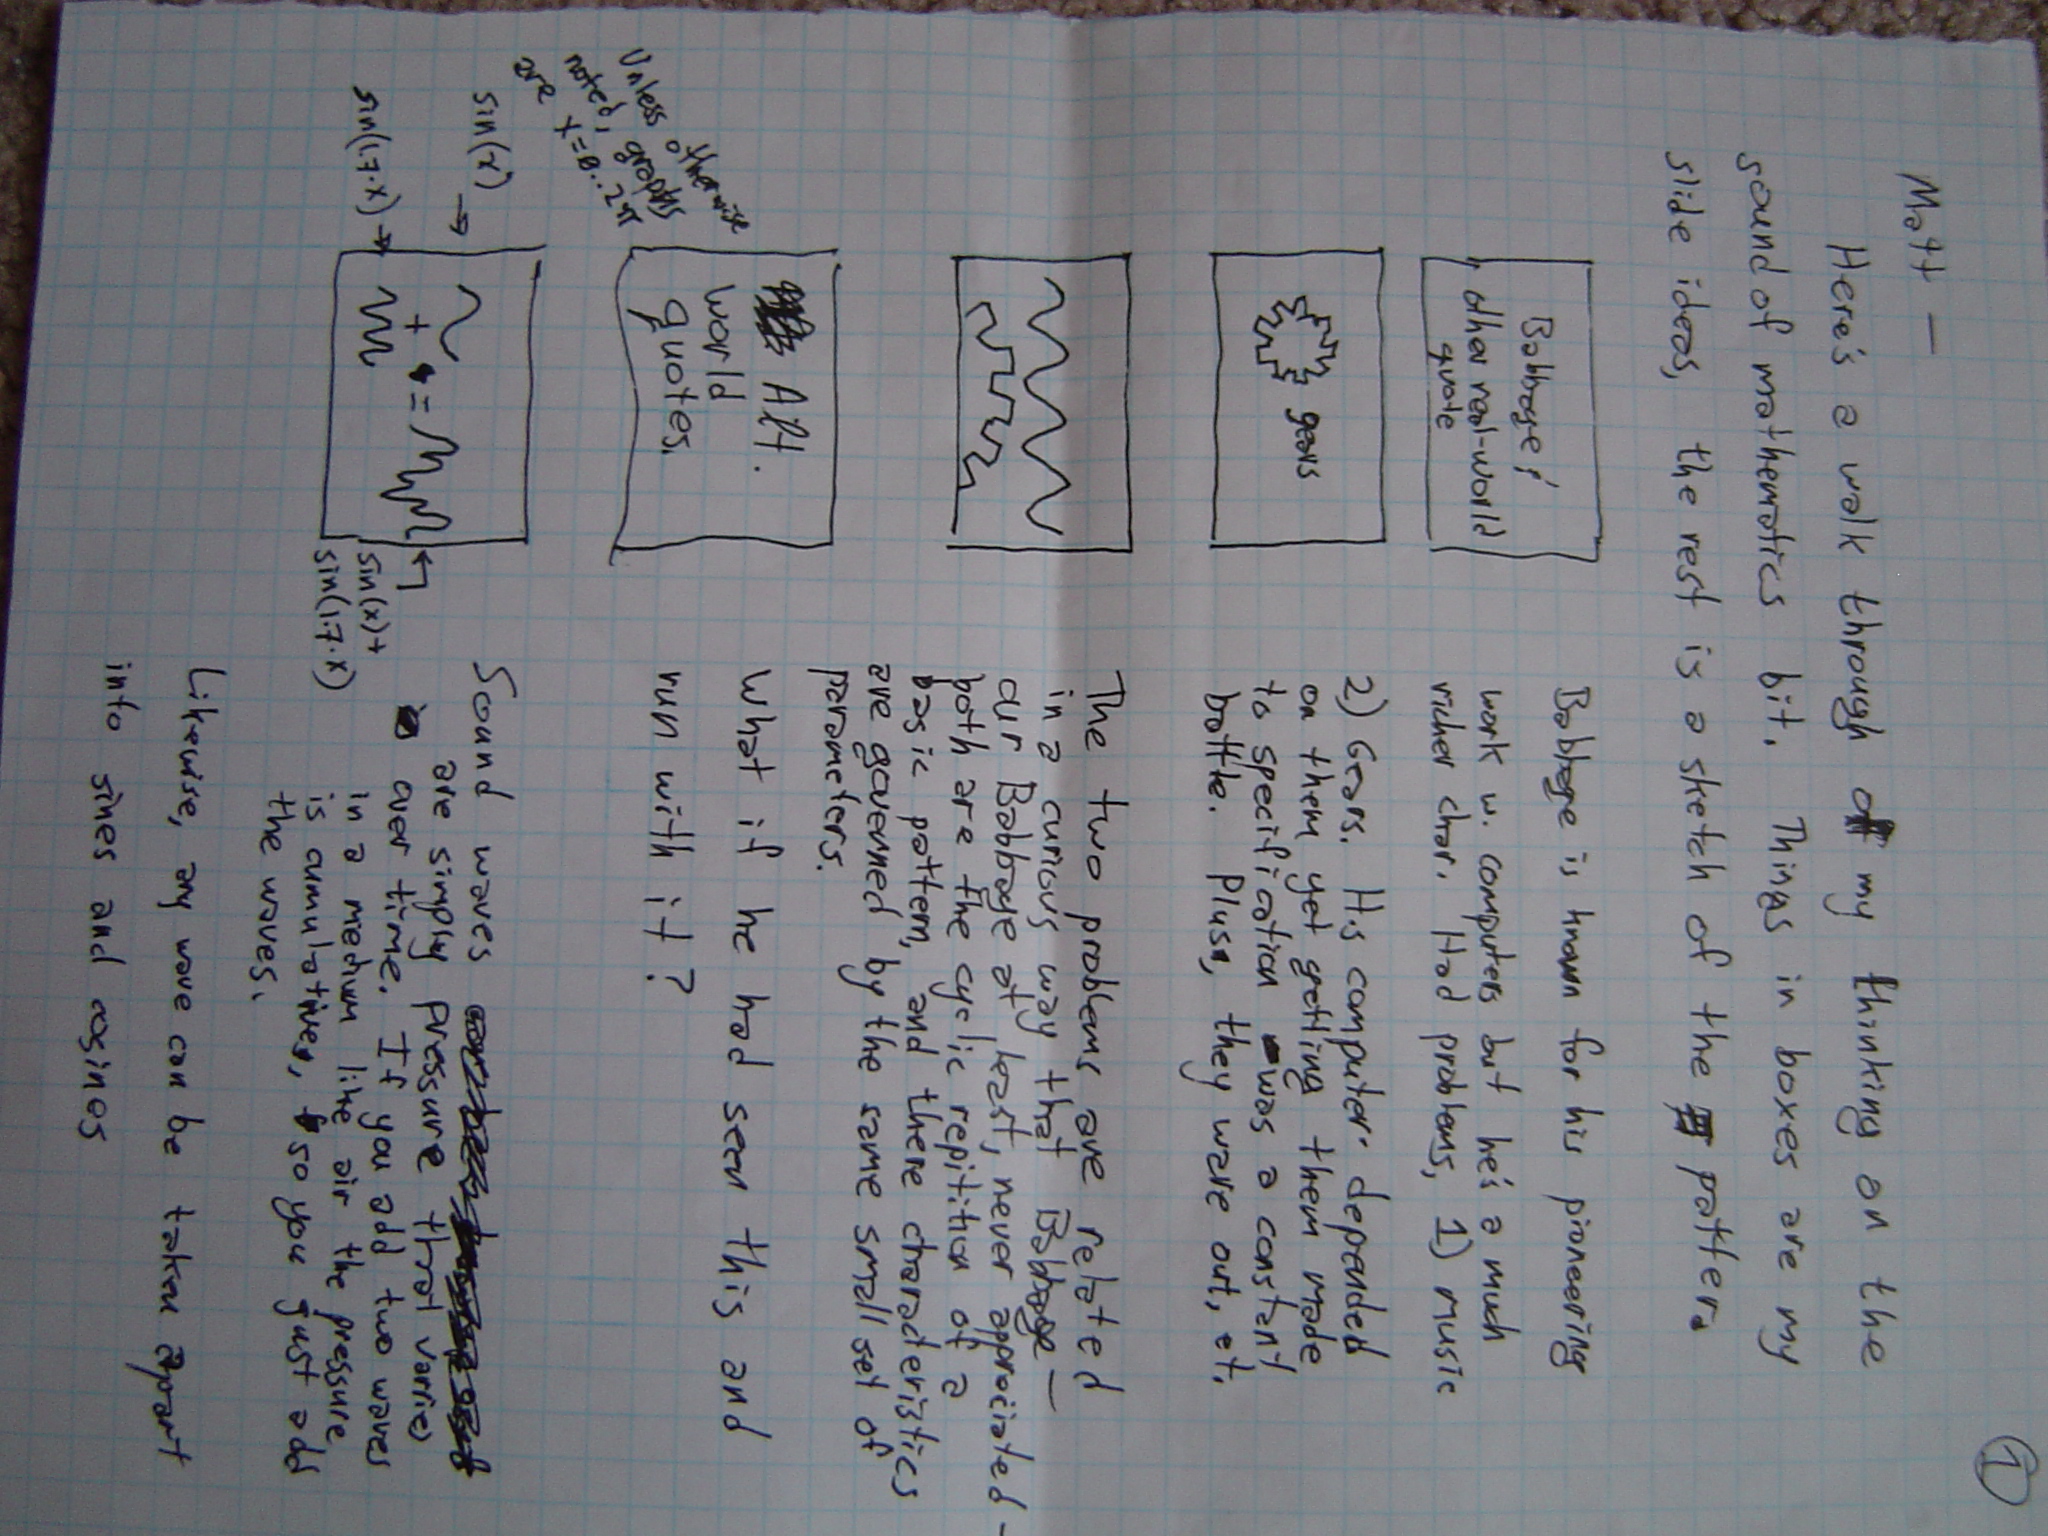 1
Matt —
Here's a walk through of my thinking on the
sound of mathematics bit. Things in boxes are my
slide ideas, the rest is a sketch of the patter.
Babbage /
other real-world
quote
Babbage is known for his pioneering
work w. computers but he's a much
richer char. Had problems, 1) music
gears
2) Gears. His computer depended
on them yet getting them made
to specification was a constant
battle. Plus, they wore out, et.
The two problems are related
in a curious way that Babbage —
our Babbage at least, never appreciated —
both are the cyclic repitition of a
basic pattern, and there characteristics
are governed by the same small set of
parameters.
Alt.
world
quotes.
What if he had seen this and
run with it?
Unless otherwise
noted, graphs
are x=0..2π
sin(x) →
sin(1.7·x) →
+ =
sin(x)+
sin(1.7·x)
Sound waves
are simply pressure that varies
over time. If you add two waves
in a medium like air the pressure
is cumulative, so you just add
the waves.
Likewise, any wave can be taken apart
into sines and cosines